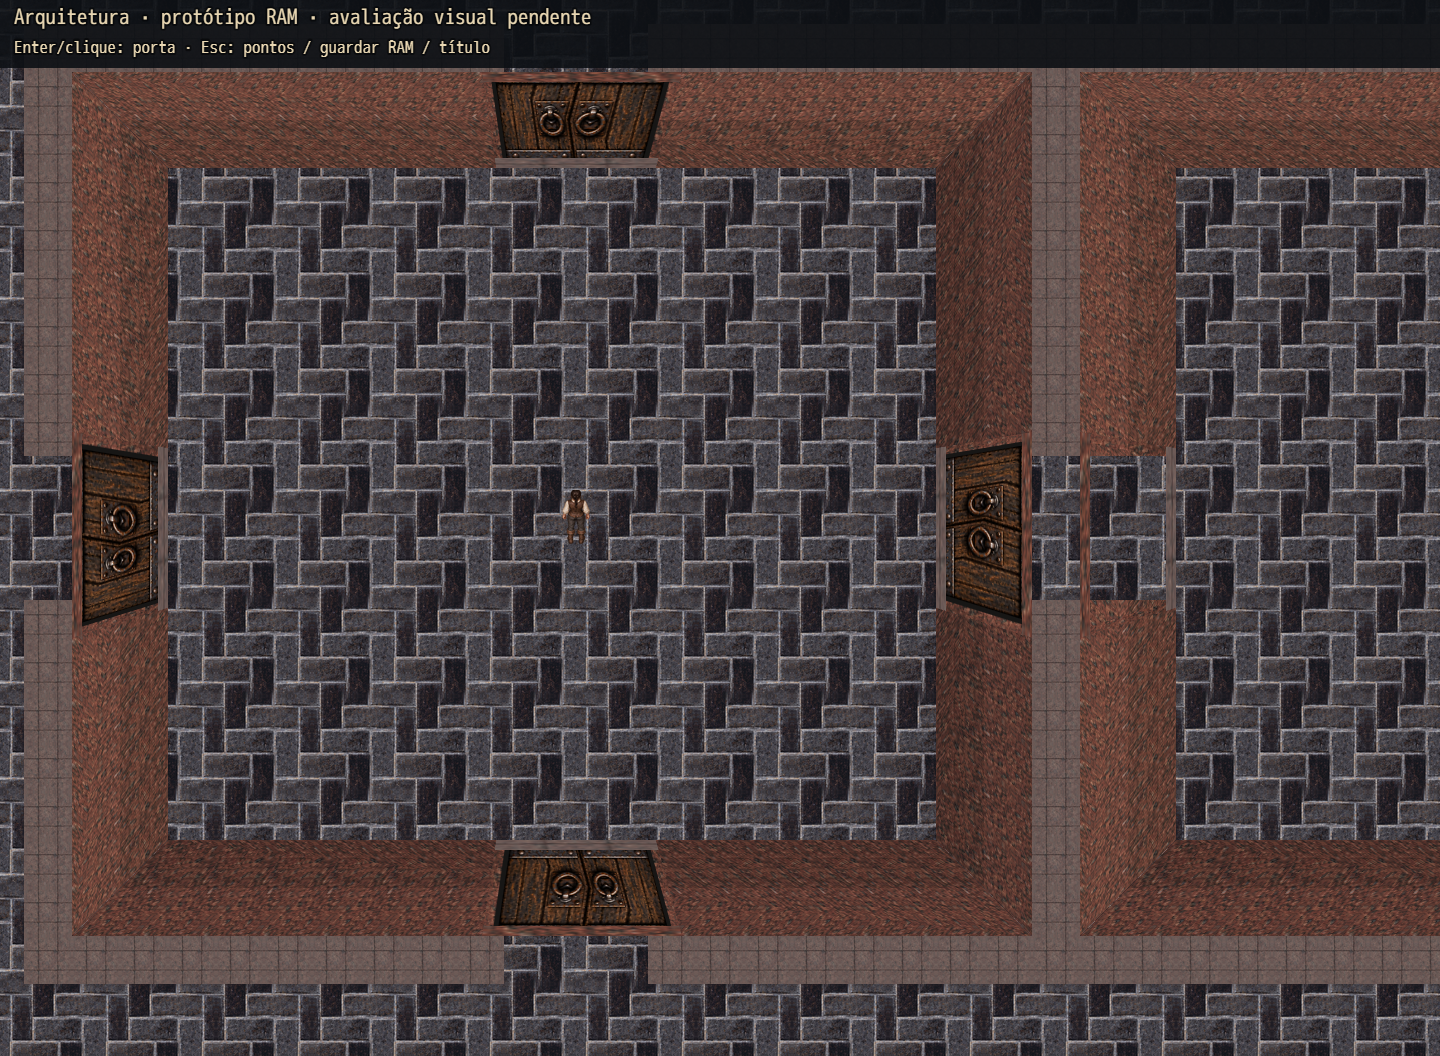 Arquitetura · protótipo RAM · avaliação visual pendente
Enter/clique: porta · Esc: pontos / guardar RAM / título